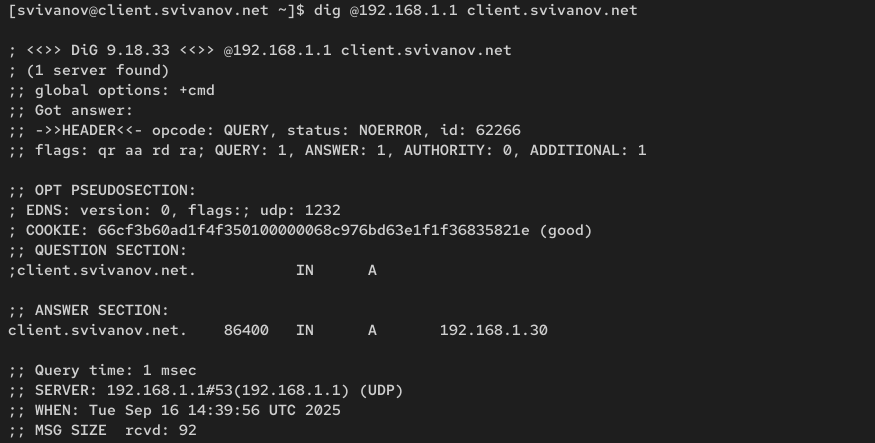 [svivanov@client.svivanov.net ~]$ dig @192.168.1.1 client.svivanov.net
; <<>> DiG 9.18.33 <<>> @192.168.1.1 client.svivanov.net
; (1 server found)
;; global options: +cmd
;; Got answer:
;; ->>HEADER<<- opcode: QUERY, status: NOERROR, id: 62266
;; flags: qr aa rd ra; QUERY: 1, ANSWER: 1, AUTHORITY: 0, ADDITIONAL: 1
;; OPT PSEUDOSECTION:
; EDNS: version: 0, flags:; udp: 1232
; COOKIE: 66cf3b60ad1f4f350100000068c976bd63e1f1f36835821e (good)
;; QUESTION SECTION:
;client.svivanov.net. IN A
;; ANSWER SECTION:
client.svivanov.net. 86400 IN A 192.168.1.30
;; Query time: 1 msec
;; SERVER: 192.168.1.1#53(192.168.1.1) (UDP)
;; WHEN: Tue Sep 16 14:39:56 UTC 2025
;; MSG SIZE rcvd: 92